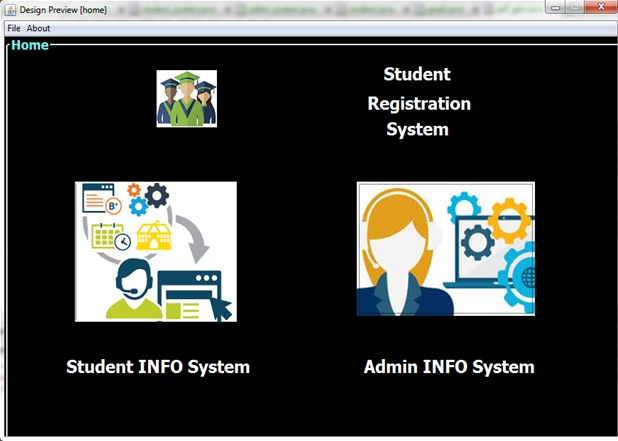 Design Preview [home]
File About
Home
Student
Registration
System
B+
Student INFO System
Admin INFO System